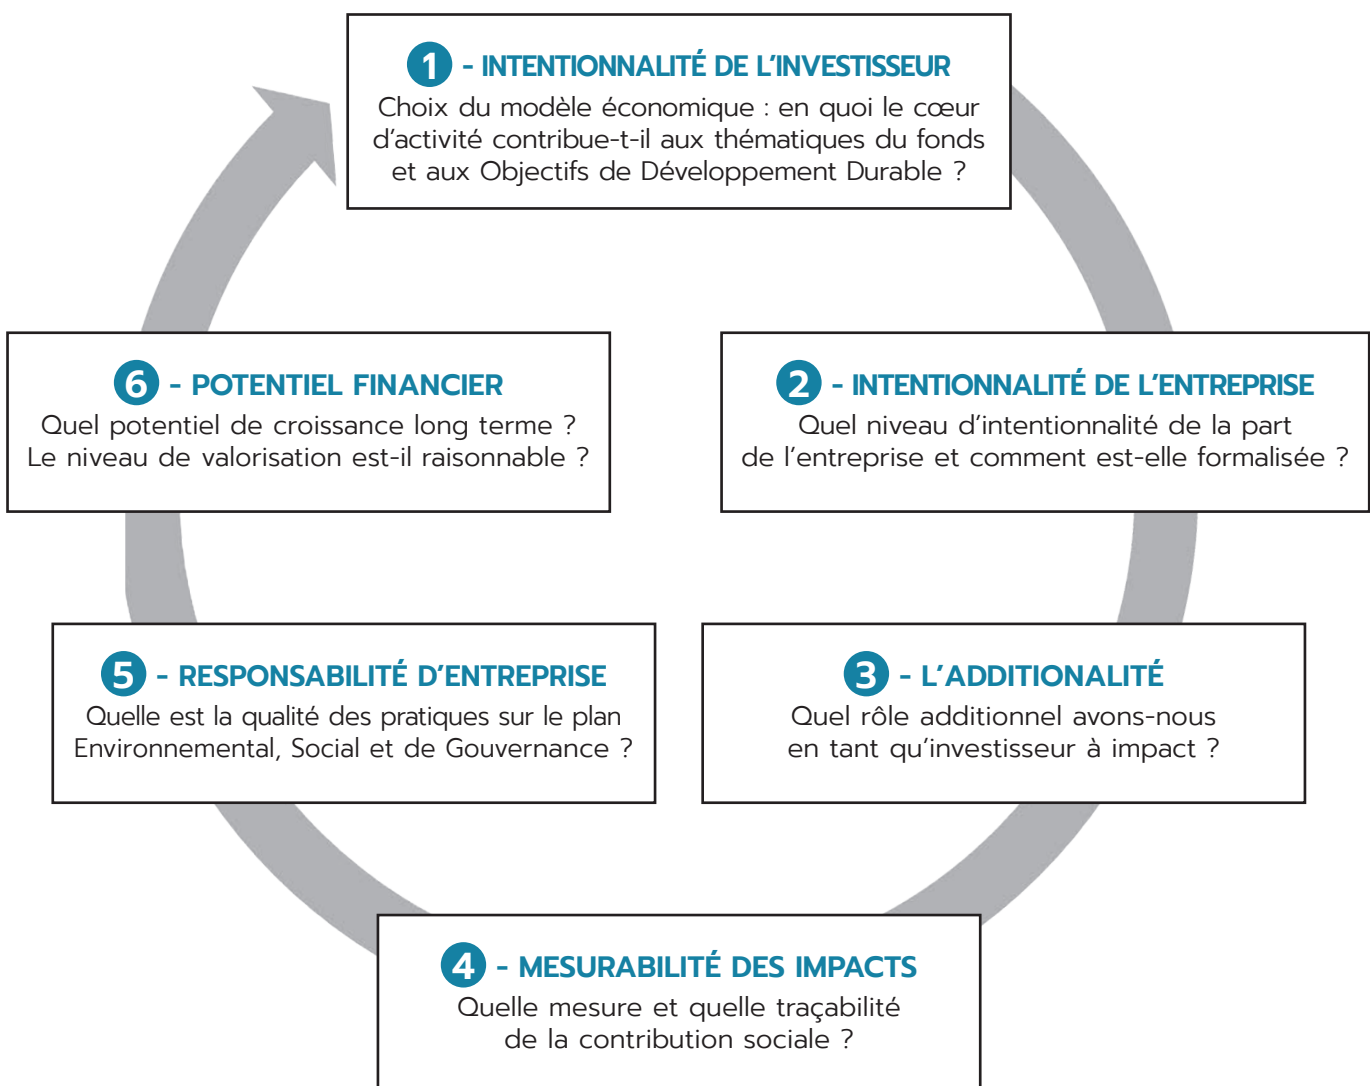 1 - INTENTIONNALITÉ DE L'INVESTISSEUR
Choix du modèle économique : en quoi le cœur
d'activité contribue-t-il aux thématiques du fonds
et aux Objectifs de Développement Durable ?
2 - INTENTIONNALITÉ DE L'ENTREPRISE
Quel niveau d'intentionnalité de la part
de l'entreprise et comment est-elle formalisée ?
3 - L'ADDITIONALITÉ
Quel rôle additionnel avons-nous
en tant qu'investisseur à impact ?
4 - MESURABILITÉ DES IMPACTS
Quelle mesure et quelle traçabilité
de la contribution sociale ?
5 - RESPONSABILITÉ D'ENTREPRISE
Quelle est la qualité des pratiques sur le plan
Environnemental, Social et de Gouvernance ?
6 - POTENTIEL FINANCIER
Quel potentiel de croissance long terme ?
Le niveau de valorisation est-il raisonnable ?